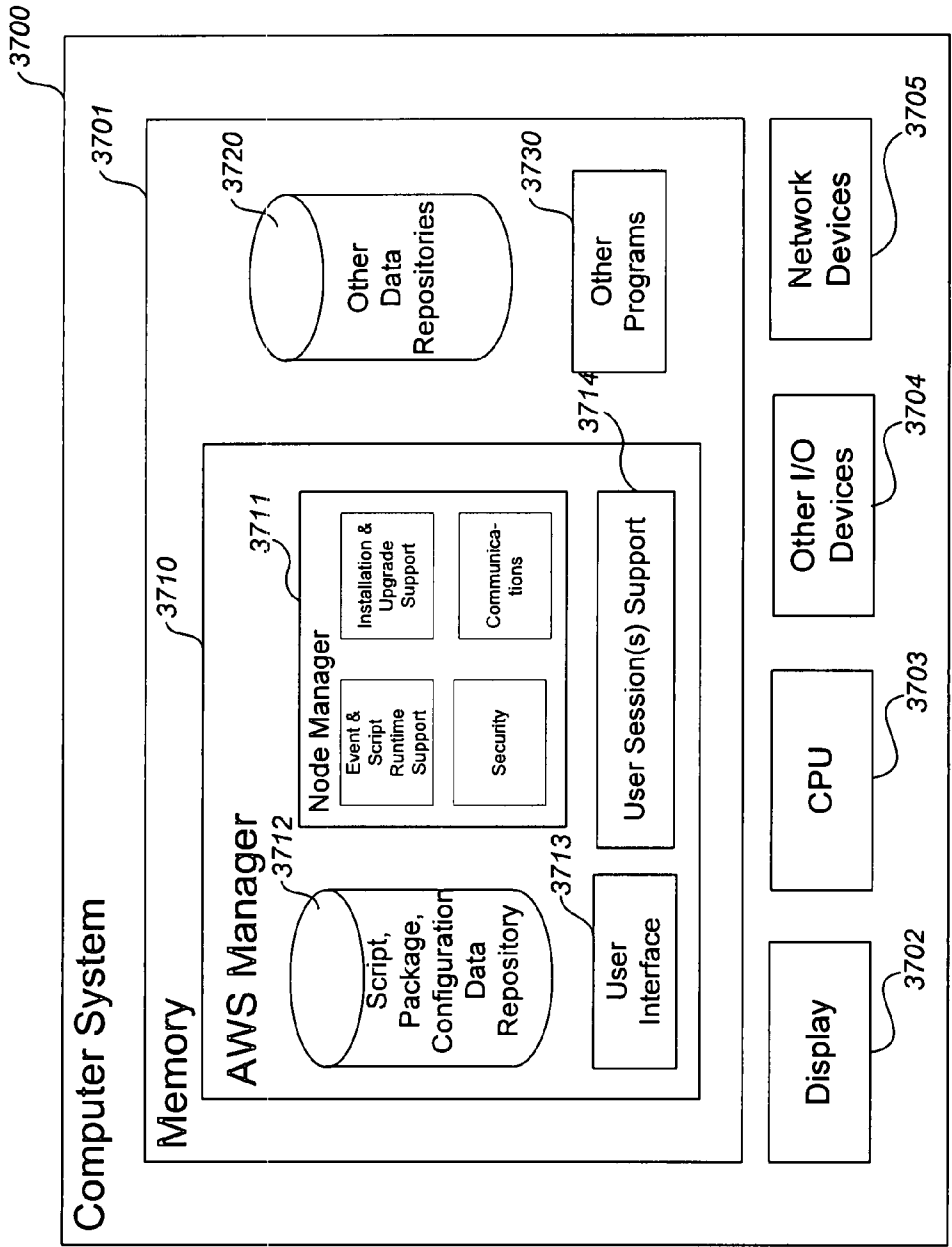 3700
Computer System
3701
Memory
3710
AWS Manager
3712
Script,
Package,
Configuration
Data
Repository
3711
Node Manager
Event &
Script
Runtime
Support
Installation &
Upgrade
Support
Security
Communica-
tions
3713
User
Interface
3714
User Session(s) Support
3720
Other
Data
Repositories
3730
Other
Programs
Display
3702
CPU
3703
Other I/O
Devices
3704
Network
Devices
3705